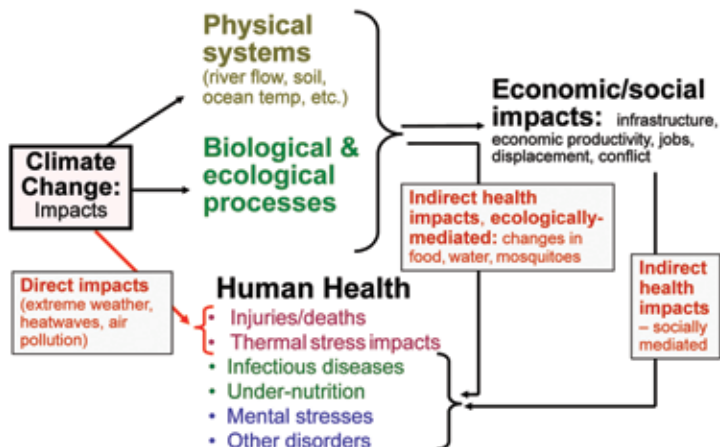 Physical
systems
(river flow, soil,
ocean temp, etc.)
Economic/social
impacts: infrastructure,
economic productivity, jobs,
displacement, conflict
Biological &
ecological
processes
Climate
Change:
Impacts
Indirect health
impacts, ecologically-
mediated: changes in
food, water, mosquitoes
Indirect
health
impacts
– socially
mediated
Direct impacts
(extreme weather,
heatwaves, air
pollution)
Human Health
• Injuries/deaths
• Thermal stress impacts
• Infectious diseases
• Under-nutrition
• Mental stresses
• Other disorders